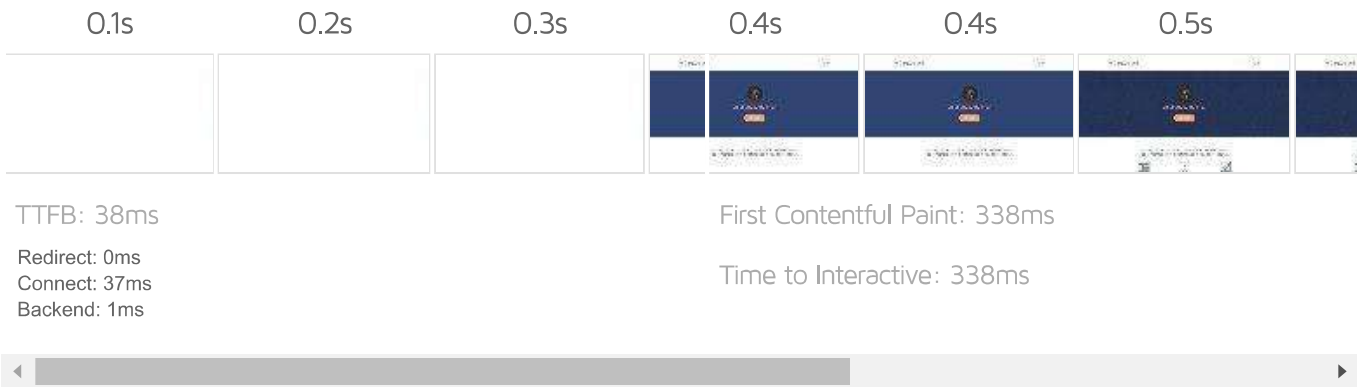 0.1s 0.2s 0.3s 0.4s 0.4s 0.5s
TTFB: 38ms
Redirect: 0ms
Connect: 37ms
Backend: 1ms
First Contentful Paint: 338ms
Time to Interactive: 338ms